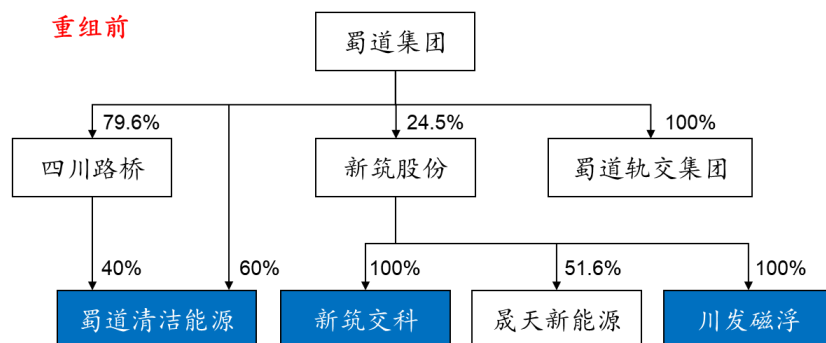 重组前
蜀道集团
79.6%
24.5%
100%
四川路桥
新筑股份
蜀道轨交集团
40%
60%
100%
51.6%
100%
蜀道清洁能源
新筑交科
晟天新能源
川发磁浮